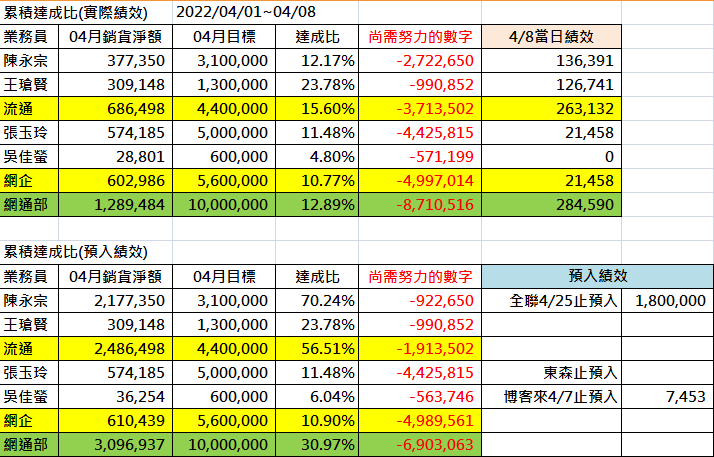 累積達成比(實際績效) 2022/04/01~04/08
業務員 04月銷貨淨額 04月目標 達成比 尚需努力的數字 4/8當日績效
陳永宗 377,350 3,100,000 12.17% -2,722,650 136,391
王瑲賢 309,148 1,300,000 23.78% -990,852 126,741
流通 686,498 4,400,000 15.60% -3,713,502 263,132
張玉玲 574,185 5,000,000 11.48% -4,425,815 21,458
吳佳螢 28,801 600,000 4.80% -571,199 0
網企 602,986 5,600,000 10.77% -4,997,014 21,458
網通部 1,289,484 10,000,000 12.89% -8,710,516 284,590
累積達成比(預入績效)
業務員 04月銷貨淨額 04月目標 達成比 尚需努力的數字 預入績效
陳永宗 2,177,350 3,100,000 70.24% -922,650 全聯4/25止預入 1,800,000
王瑲賢 309,148 1,300,000 23.78% -990,852
流通 2,486,498 4,400,000 56.51% -1,913,502
張玉玲 574,185 5,000,000 11.48% -4,425,815 東森止預入
吳佳螢 36,254 600,000 6.04% -563,746 博客來4/7止預入 7,453
網企 610,439 5,600,000 10.90% -4,989,561
網通部 3,096,937 10,000,000 30.97% -6,903,063